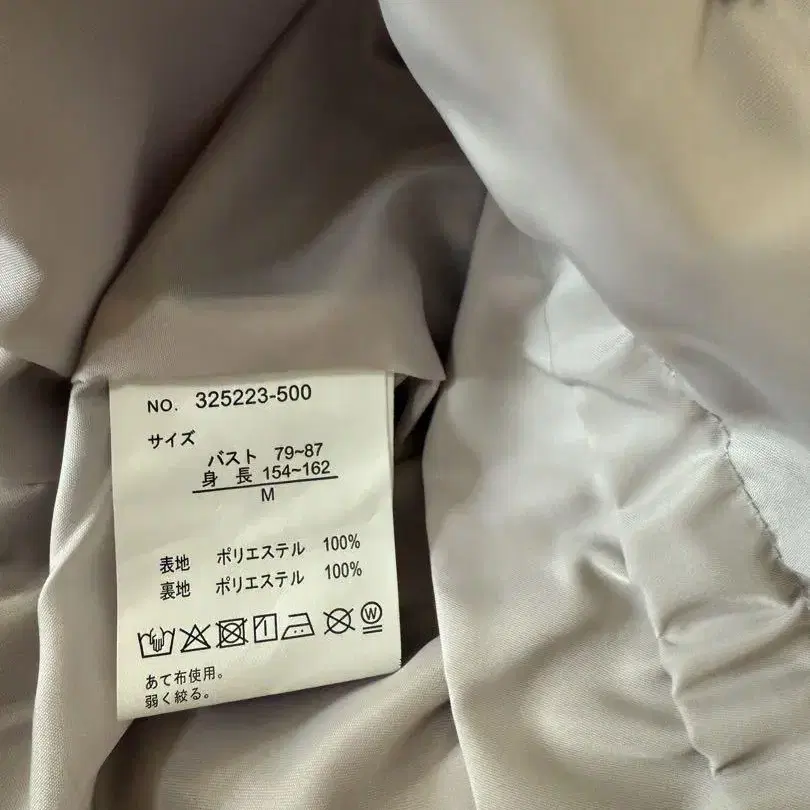 NO. 325223-500
サイズ
バスト 79~87
身 長 154~162
M
表地 ポリエステル 100%
裏地 ポリエステル 100%
W
あて布使用。
弱く絞る。